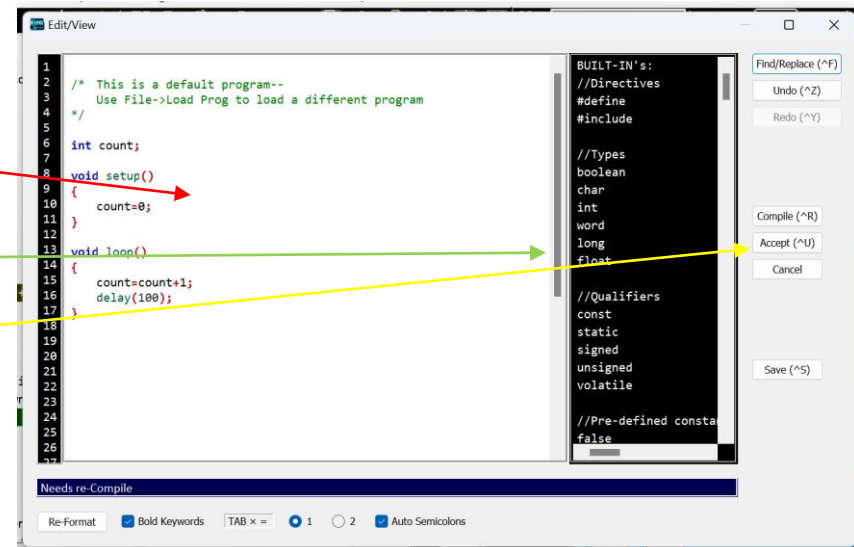 Edit/View
1
2 /* This is a default program--
3 Use File->Load Prog to load a different program
4 */
5
6 int count;
7
8 void setup()
9 {
10 count=0;
11 }
12
13 void loop()
14 {
15 count=count+1;
16 delay(100);
17 }
18
19
20
21
22
23
24
25
26
27
BUILT-IN's:
//Directives
#define
#include
//Types
boolean
char
int
word
long
float
//Qualifiers
const
static
signed
unsigned
volatile
//Pre-defined consta
false
Find/Replace (^F)
Undo (^Z)
Redo (^Y)
Compile (^R)
Accept (^U)
Cancel
Save (^S)
Needs re-Compile
Re-Format
Bold Keywords
TAB × =
1
2
Auto Semicolons